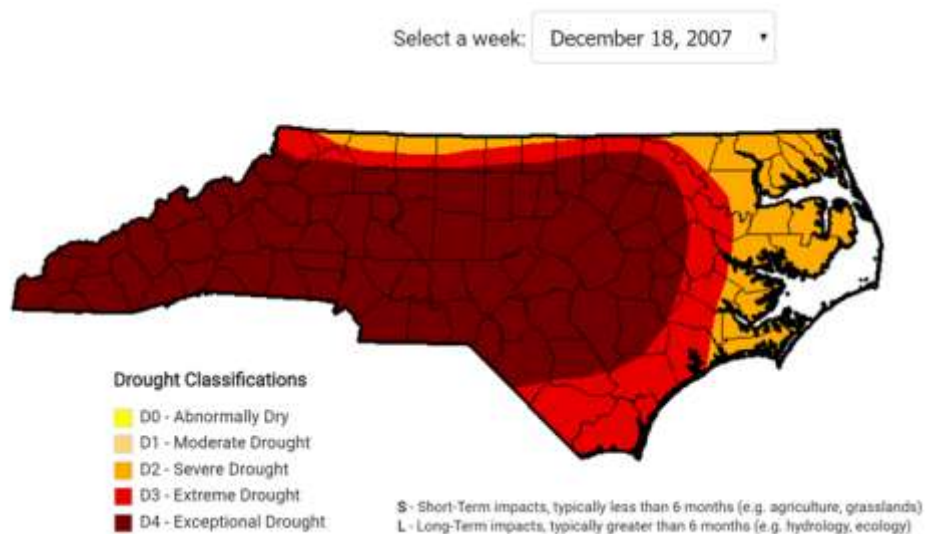 Select a week: December 18, 2007
Drought Classifications
D0 - Abnormally Dry
D1 - Moderate Drought
D2 - Severe Drought
D3 - Extreme Drought
D4 - Exceptional Drought
S - Short-Term impacts, typically less than 6 months (e.g. agriculture, grasslands)
L - Long-Term impacts, typically greater than 6 months (e.g. hydrology, ecology)